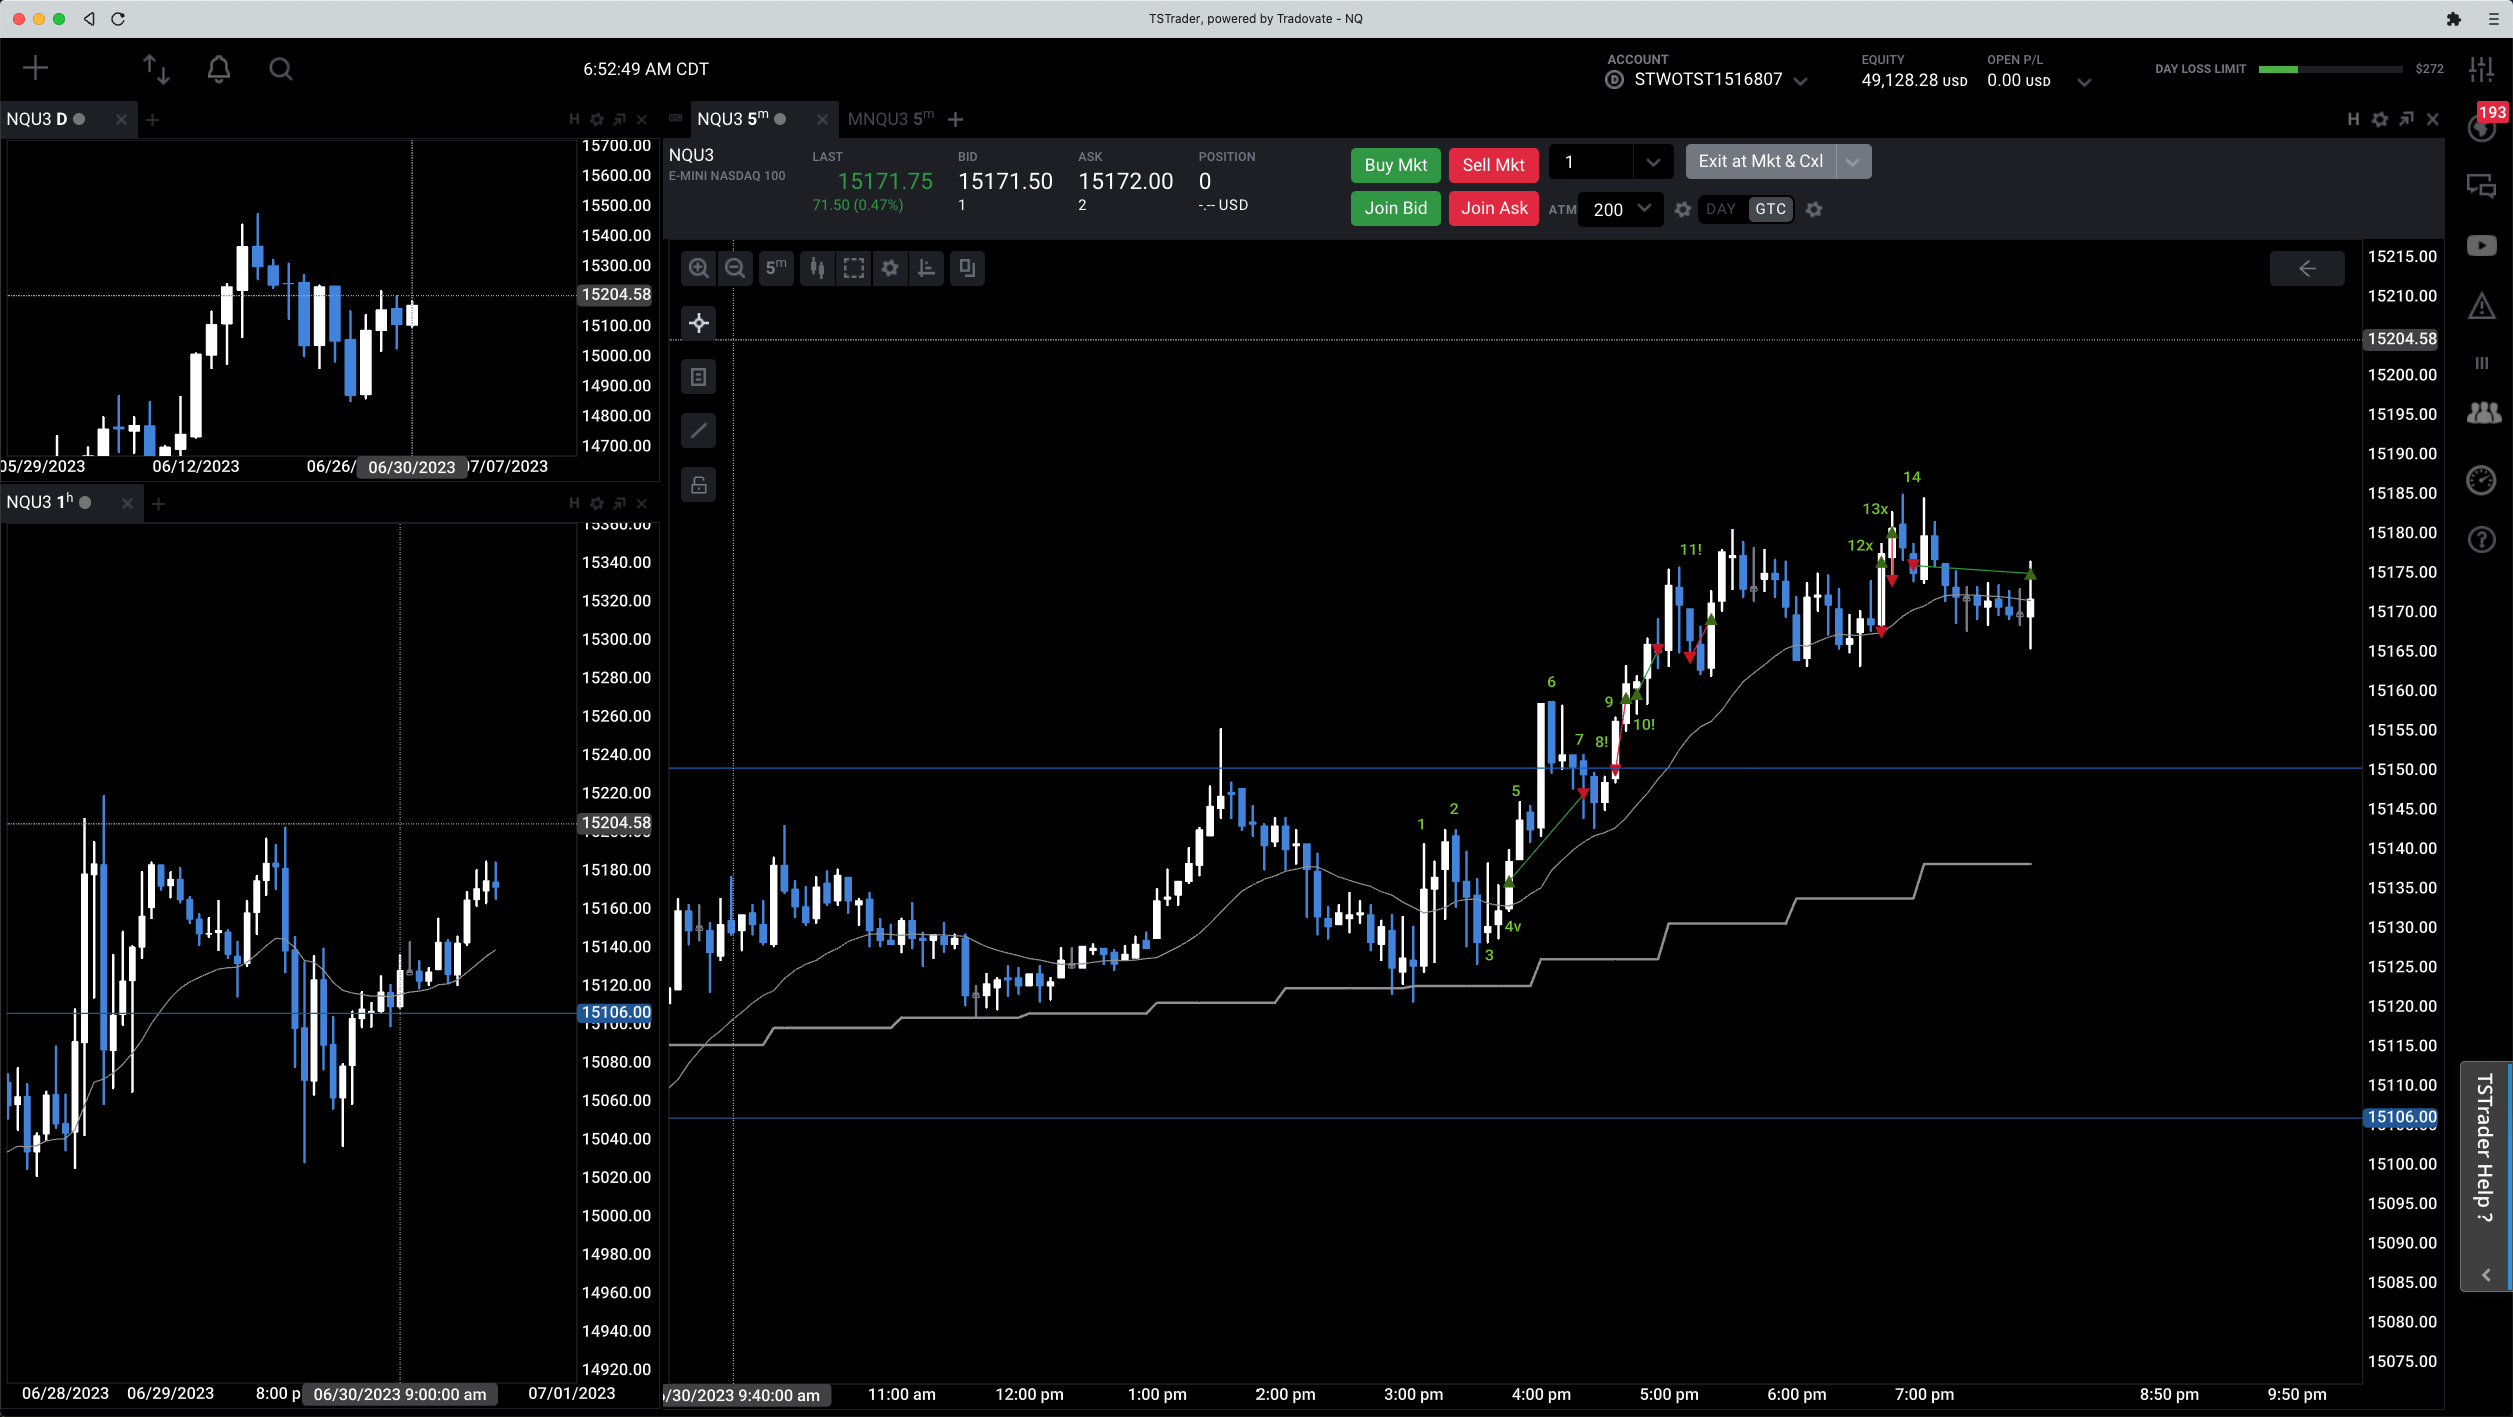 TSTrader, powered by Tradovate - NQ
6:52:49 AM CDT
ACCOUNT
D STWOTST1516807
EQUITY
49,128.28 USD
OPEN P/L
0.00 USD
DAY LOSS LIMIT
$272
193
NQU3 D
H
15700.00
15600.00
15500.00
15400.00
15300.00
15204.58
15100.00
15000.00
14900.00
14800.00
14700.00
05/29/2023 06/12/2023 06/26/ 06/30/2023 07/07/2023
NQU3 1h
H
15360.00
15340.00
15320.00
15300.00
15280.00
15260.00
15240.00
15220.00
15204.58
15180.00
15160.00
15140.00
15120.00
15106.00
15100.00
15080.00
15060.00
15040.00
15020.00
15000.00
14980.00
14960.00
14940.00
14920.00
06/28/2023 06/29/2023 8:00 p 06/30/2023 9:00:00 am 07/01/2023
NQU3 5m
MNQU3 5m
H
NQU3
E-MINI NASDAQ 100
LAST
15171.75
71.50 (0.47%)
BID
15171.50
1
ASK
15172.00
2
POSITION
0
-.-- USD
Buy Mkt
Sell Mkt
1
Exit at Mkt & Cxl
Join Bid
Join Ask
ATM 200
DAY GTC
5m
14
13x
12x
11!
6
9
10!
7
8!
5
2
1
4v
3
15215.00
15210.00
15204.58
15200.00
15195.00
15190.00
15185.00
15180.00
15175.00
15170.00
15165.00
15160.00
15155.00
15150.00
15145.00
15140.00
15135.00
15130.00
15125.00
15120.00
15115.00
15110.00
15106.00
15100.00
15095.00
15090.00
15085.00
15080.00
15075.00
/30/2023 9:40:00 am 11:00 am 12:00 pm 1:00 pm 2:00 pm 3:00 pm 4:00 pm 5:00 pm 6:00 pm 7:00 pm 8:50 pm 9:50 pm
TSTrader Help ?